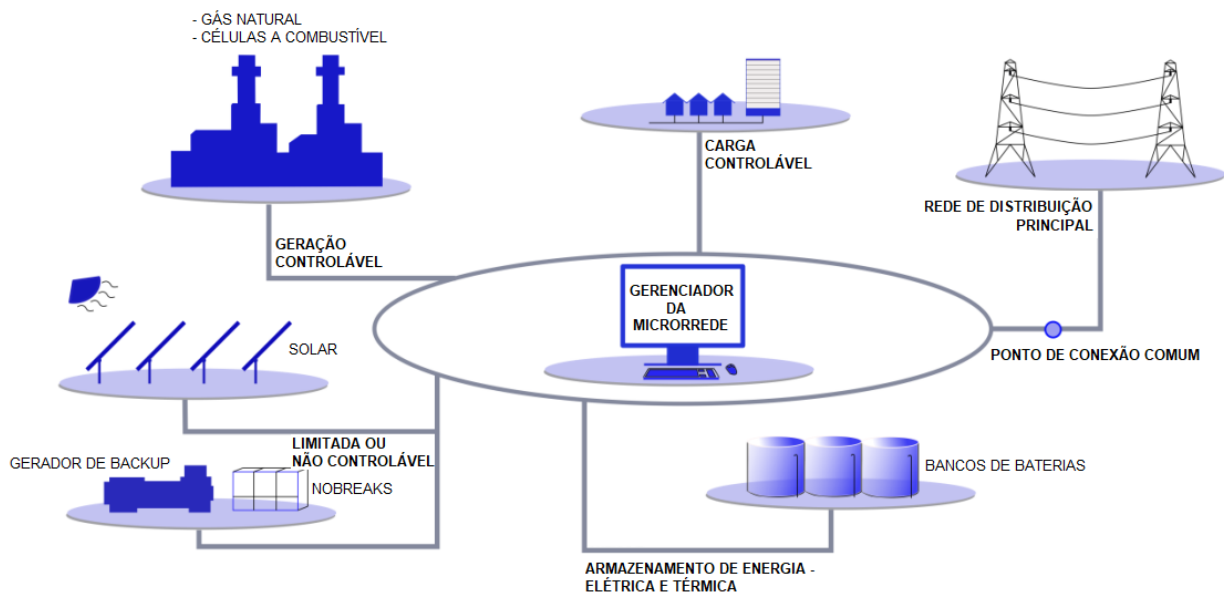 - GÁS NATURAL
- CÉLULAS A COMBUSTÍVEL
CARGA
CONTROLÁVEL
REDE DE DISTRIBUIÇÃO
PRINCIPAL
GERAÇÃO
CONTROLÁVEL
GERENCIADOR
DA
MICRORREDE
SOLAR
PONTO DE CONEXÃO COMUM
LIMITADA OU
NÃO CONTROLÁVEL
GERADOR DE BACKUP
NOBREAKS
BANCOS DE BATERIAS
ARMAZENAMENTO DE ENERGIA -
ELÉTRICA E TÉRMICA